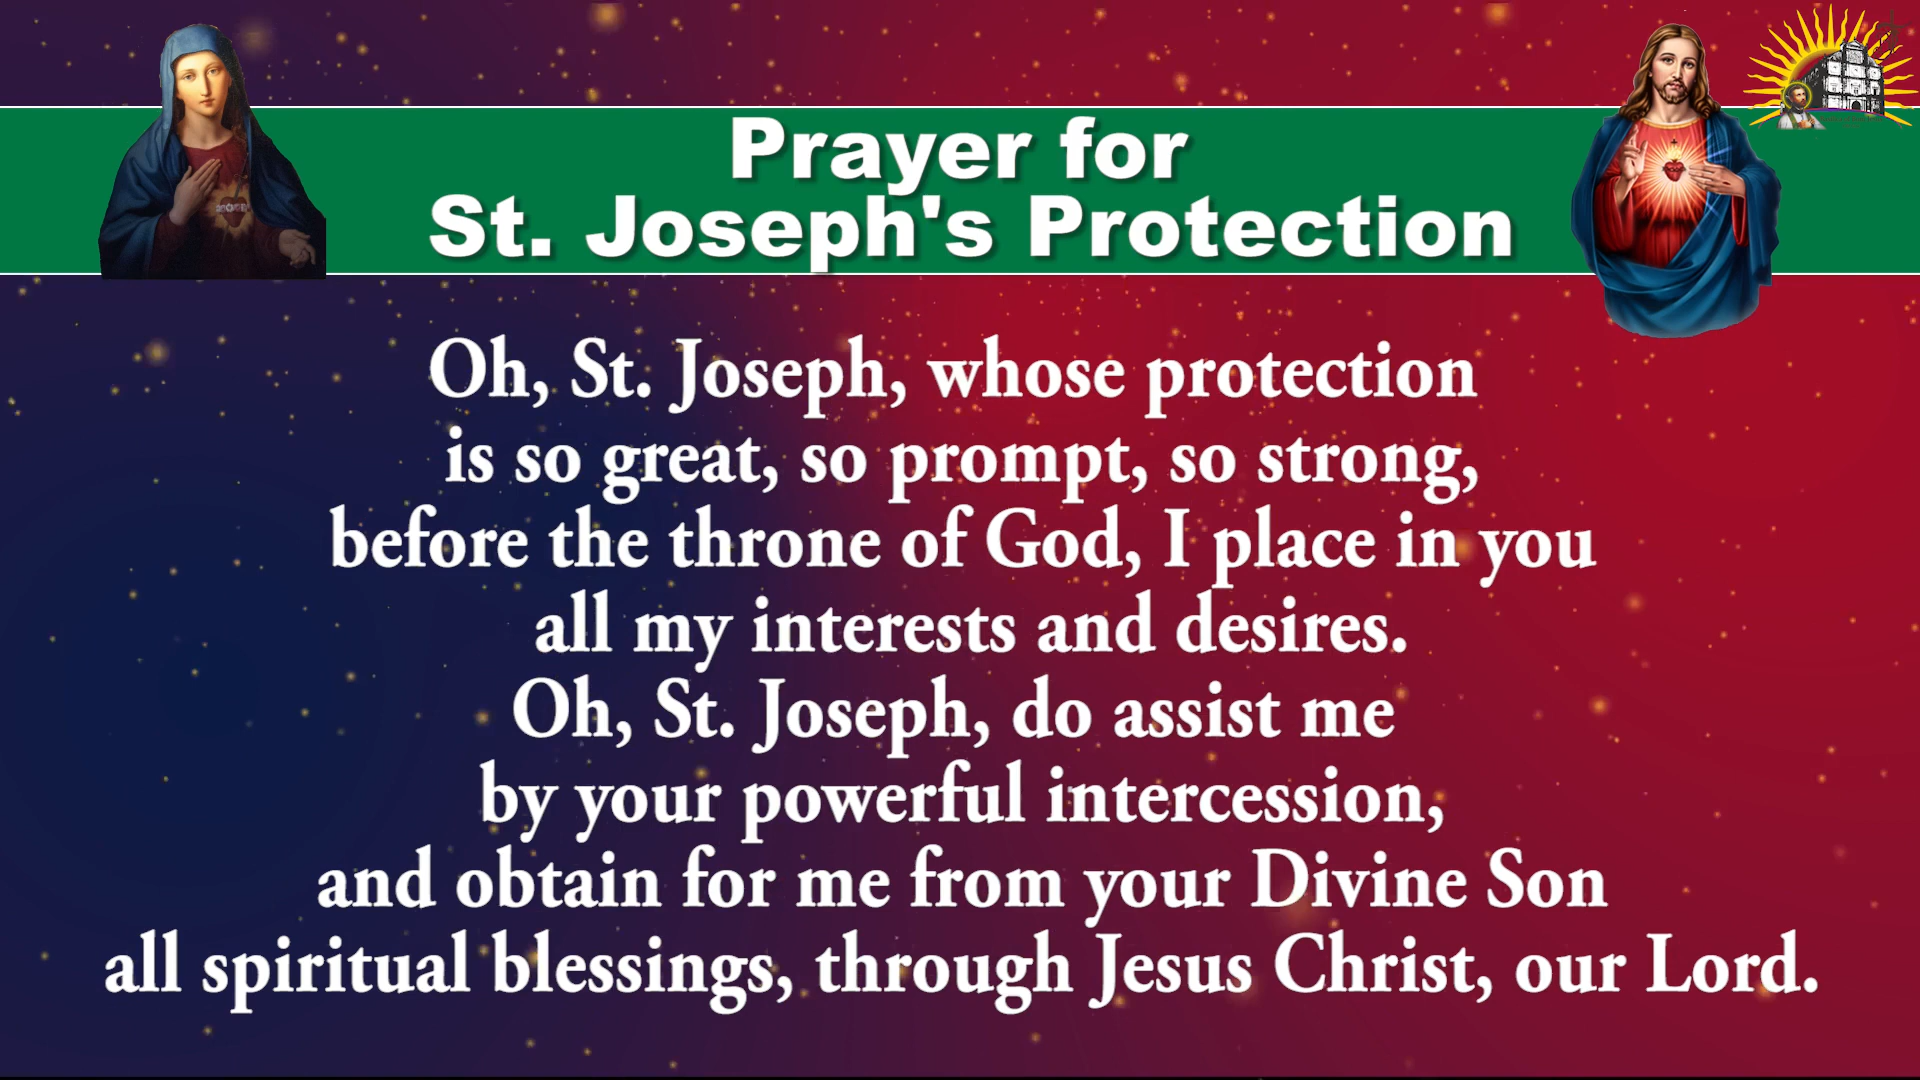 Prayer for
St. Joseph's Protection
Oh, St. Joseph, whose protection
is so great, so prompt, so strong,
before the throne of God, I place in you
all my interests and desires.
Oh, St. Joseph, do assist me
by your powerful intercession,
and obtain for me from your Divine Son
all spiritual blessings, through Jesus Christ, our Lord.